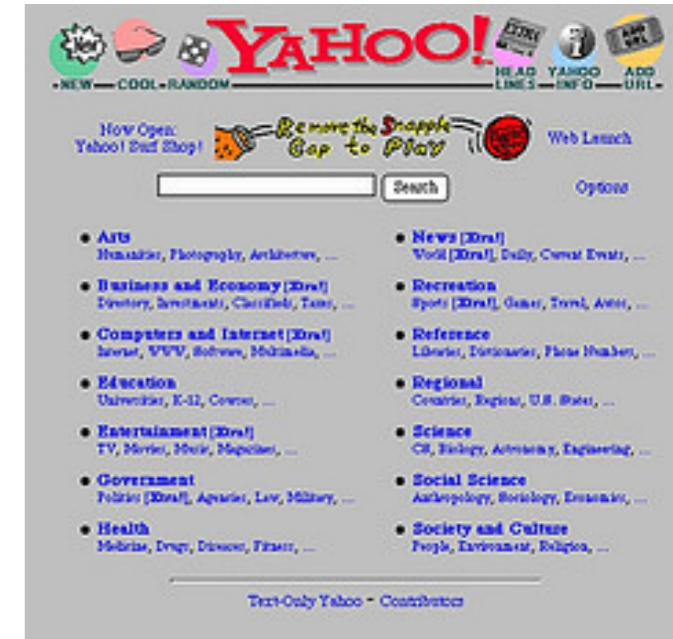 YAHOO!
NEW COOL RANDOM HEAD LINES YAHOO INFO ADD URL
New
EXTRA
i
ADD URL
Now Open: Yahoo! Surf Shop!
Remove the Snapple Cap to Play
Web Launch
Search
Options
Arts
Humanities, Photography, Architecture, ...
Business and Economy [Xtra!]
Directory, Investments, Classifieds, Taxes, ...
Computers and Internet [Xtra!]
Internet, WWW, Software, Multimedia, ...
Education
Universities, K-12, Courses, ...
Entertainment [Xtra!]
TV, Movies, Music, Magazines, ...
Government
Politics [Xtra!], Agencies, Law, Military, ...
Health
Medicine, Drugs, Diseases, Fitness, ...
News [Xtra!]
World [Xtra!], Daily, Current Events, ...
Recreation
Sports [Xtra!], Games, Travel, Autos, ...
Reference
Libraries, Dictionaries, Phone Numbers, ...
Regional
Countries, Regions, U.S. States, ...
Science
CS, Biology, Astronomy, Engineering, ...
Social Science
Anthropology, Sociology, Economics, ...
Society and Culture
People, Environment, Religion, ...
Text-Only Yahoo - Contributors